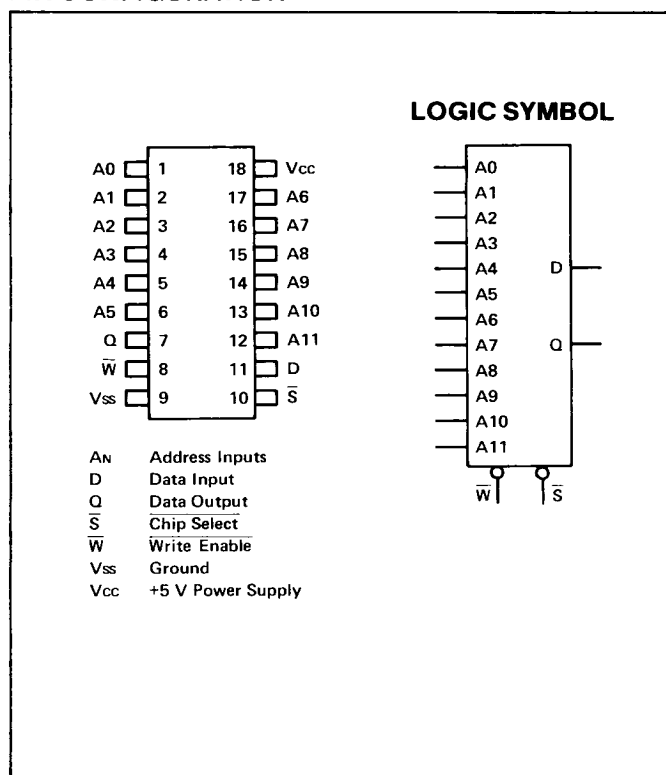 A0 1 18 Vcc
A1 2 17 A6
A2 3 16 A7
A3 4 15 A8
A4 5 14 A9
A5 6 13 A10
Q 7 12 A11
W̅ 8 11 D
Vss 9 10 S̅
AN Address Inputs
D Data Input
Q Data Output
S̅ Chip Select
W̅ Write Enable
Vss Ground
Vcc +5 V Power Supply
LOGIC SYMBOL
A0
A1
A2
A3
A4 D
A5
A6
A7 Q
A8
A9
A10
A11
W̅ S̅